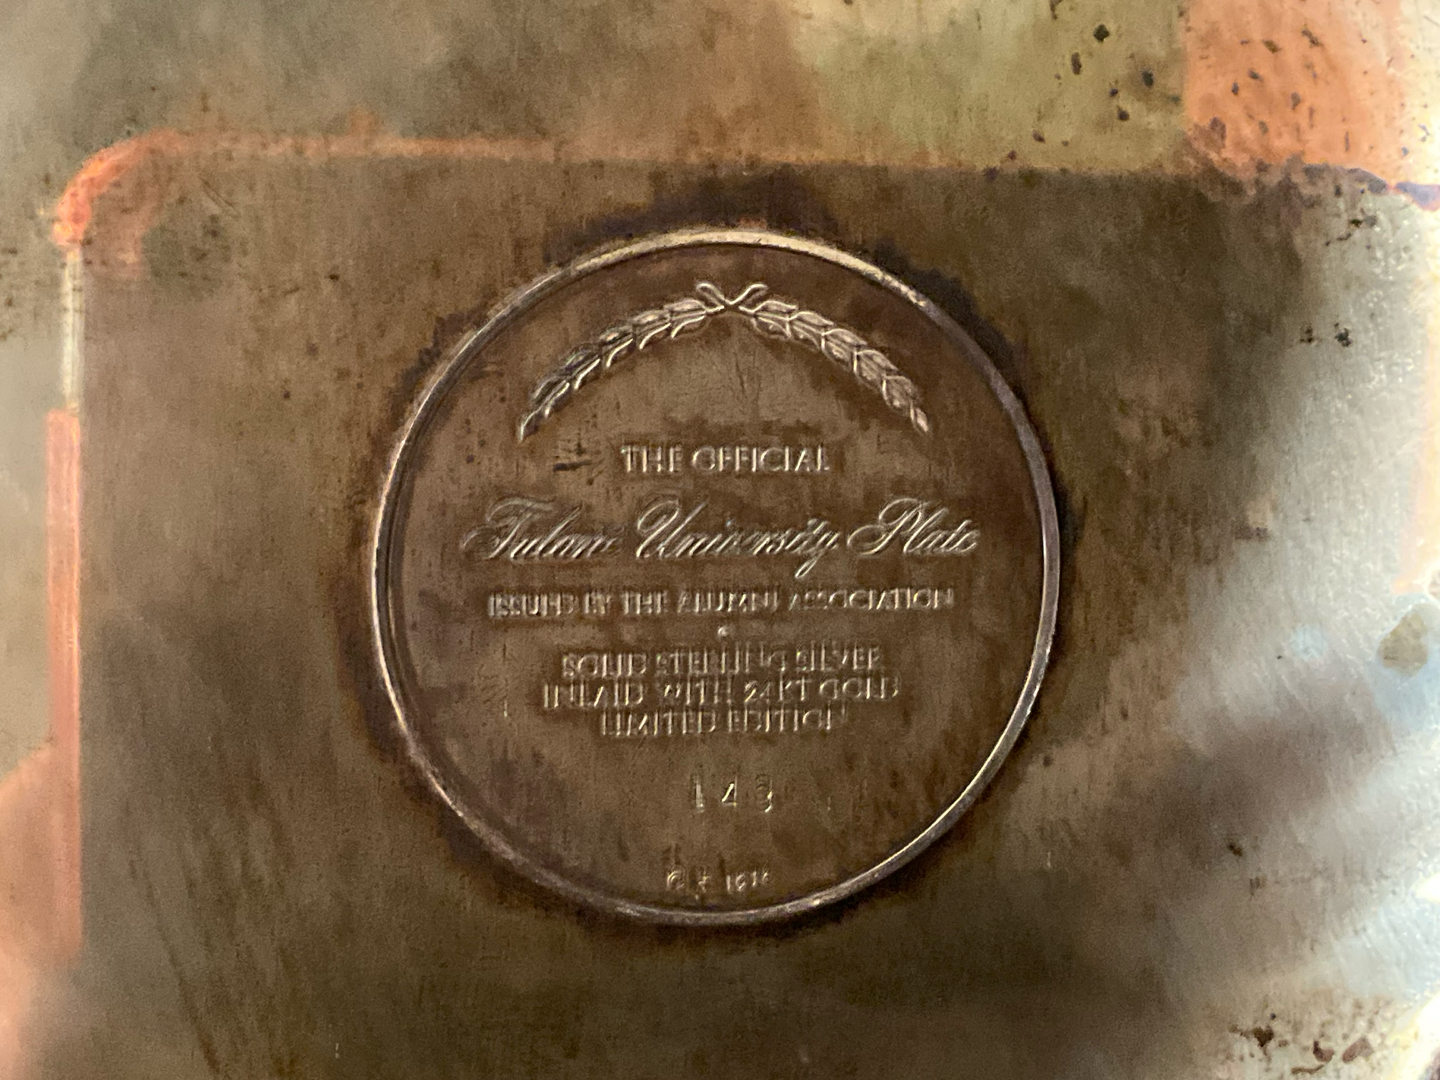 THE OFFICIAL
Tulane University Plate
ISSUED BY THE ALUMNI ASSOCIATION
SOLID STERLING SILVER
INLAID WITH 24KT GOLD
LIMITED EDITION
143
©